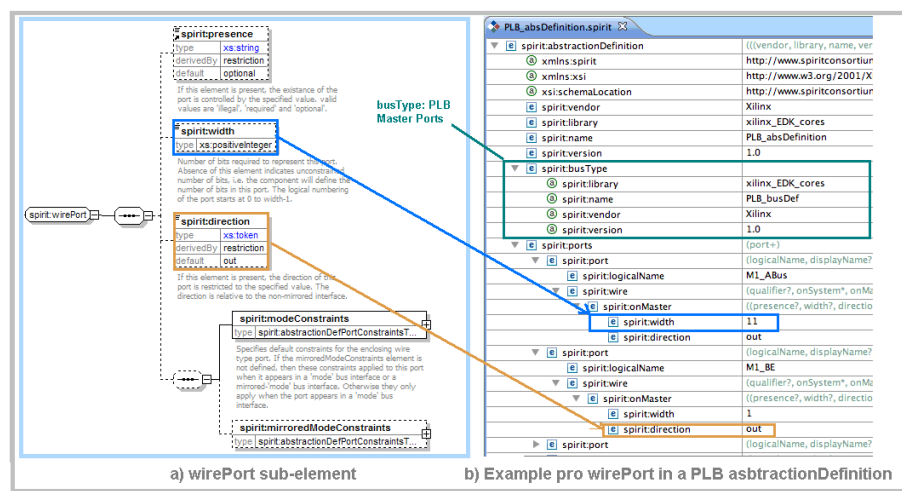 spirit:presence
type xs:string
derivedBy restriction
default optional
If this element is present, the existance of the
port is controlled by the specified value. valid
values are 'illegal', 'required' and 'optional'.
spirit:width
type xs:positiveInteger
Number of bits required to represent this port.
Absence of this element indicates unconstrained
number of bits, i.e. the component will define the
number of bits in this port. The logical numbering
of the port starts at 0 to width-1.
spirit:wirePort
spirit:direction
type xs:token
derivedBy restriction
default out
If this element is present, the direction of this
port is restricted to the specified value. The
direction is relative to the non-mirrored interface.
spirit:modeConstraints
type spirit:abstractionDefPortConstraintsT...
Specifies default constraints for the enclosing wire
type port. If the mirroredModeConstraints element is
not defined, then these constraints applied to this port
when it appears in a 'mode' bus interface or a
mirrored-'mode' bus interface. Otherwise they only
apply when the port appears in a 'mode' bus
interface.
spirit:mirroredModeConstraints
type spirit:abstractionDefPortConstraintsT...
a) wirePort sub-element
busType: PLB
Master Ports
PLB_absDefinition.spirit
spirit:abstractionDefinition (((vendor, library, name, ver
xmlns:spirit http://www.spiritconsortiun
xmlns:xsi http://www.w3.org/2001/X
xsi:schemaLocation http://www.spiritconsortiun
spirit:vendor Xilinx
spirit:library xilinx_EDK_cores
spirit:name PLB_absDefinition
spirit:version 1.0
spirit:busType
spirit:library xilinx_EDK_cores
spirit:name PLB_busDef
spirit:vendor Xilinx
spirit:version 1.0
spirit:ports (port+)
spirit:port (logicalName, displayName?
spirit:logicalName M1_ABus
spirit:wire (qualifier?, onSystem*, onMa
spirit:onMaster ((presence?, width?, directio
spirit:width 11
spirit:direction out
spirit:port (logicalName, displayName?
spirit:logicalName M1_BE
spirit:wire (qualifier?, onSystem*, onMa
spirit:onMaster ((presence?, width?, directio
spirit:width 1
spirit:direction out
spirit:port (logicalName, displayName?
b) Example pro wirePort in a PLB asbtractionDefinition